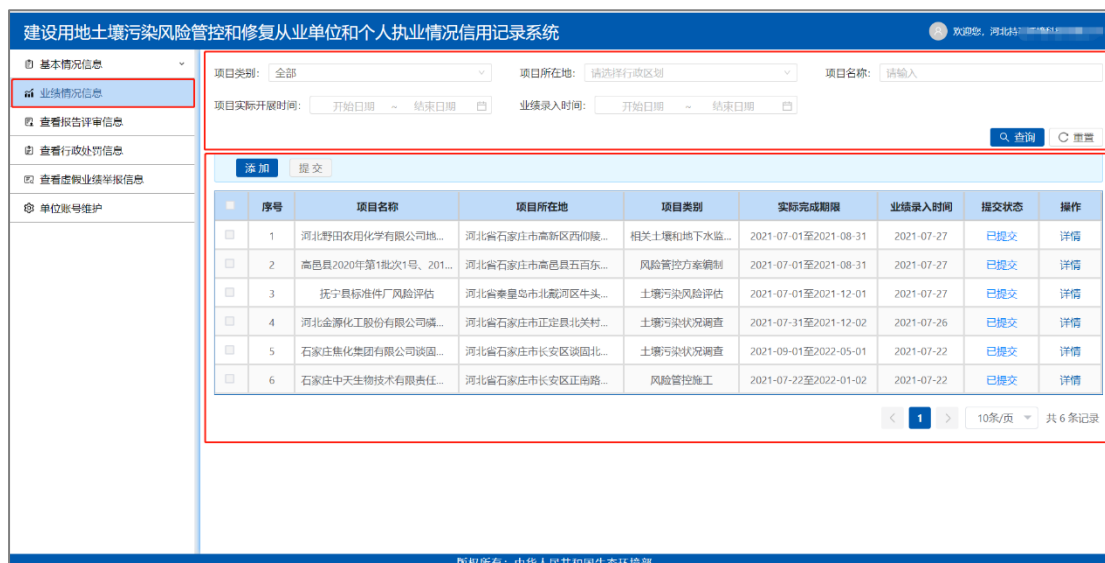 建设用地土壤污染风险管控和修复从业单位和个人执业情况信用记录系统
欢迎您，河北
基本情况信息
业绩情况信息
查看报告评审信息
查看行政处罚信息
查看虚假业绩举报信息
单位账号维护
项目类别： 全部 项目所在地： 请选择行政区划 项目名称： 请输入
项目实际开展时间： 开始日期 ~ 结束日期 业绩录入时间： 开始日期 ~ 结束日期
查询 重置
添加 提交
序号 项目名称 项目所在地 项目类别 实际完成期限 业绩录入时间 提交状态 操作
1 河北野田农用化学有限公司地... 河北省石家庄市高新区西仰陵... 相关土壤和地下水监... 2021-07-01至2021-08-31 2021-07-27 已提交 详情
2 高邑县2020年第1批次1号、201... 河北省石家庄市高邑县五百东... 风险管控方案编制 2021-07-01至2021-08-31 2021-07-27 已提交 详情
3 抚宁县标准件厂风险评估 河北省秦皇岛市北戴河区牛头... 土壤污染风险评估 2021-07-01至2021-12-01 2021-07-27 已提交 详情
4 河北金源化工股份有限公司磷... 河北省石家庄市正定县北关村... 土壤污染状况调查 2021-07-31至2021-12-02 2021-07-26 已提交 详情
5 石家庄焦化集团有限公司谈固... 河北省石家庄市长安区谈固北... 土壤污染状况调查 2021-09-01至2022-05-01 2021-07-22 已提交 详情
6 石家庄中天生物技术有限责任... 河北省石家庄市长安区正南路... 风险管控施工 2021-07-22至2022-01-02 2021-07-22 已提交 详情
< 1 > 10条/页 共 6 条记录
版权所有：中华人民共和国生态环境部